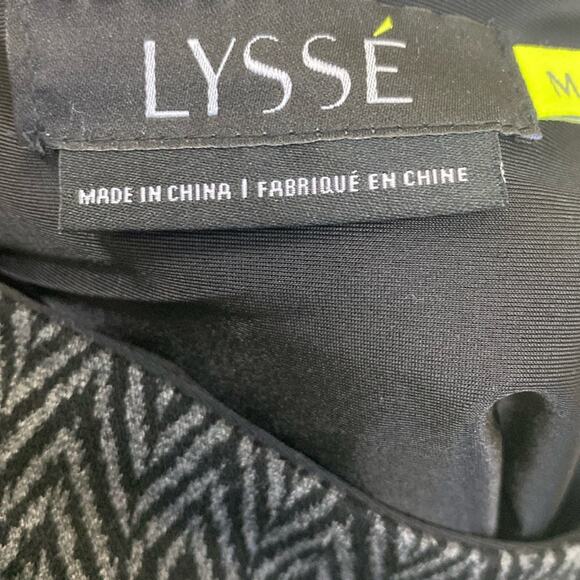 LYSSÉ
M
MADE IN CHINA | FABRIQUÉ EN CHINE